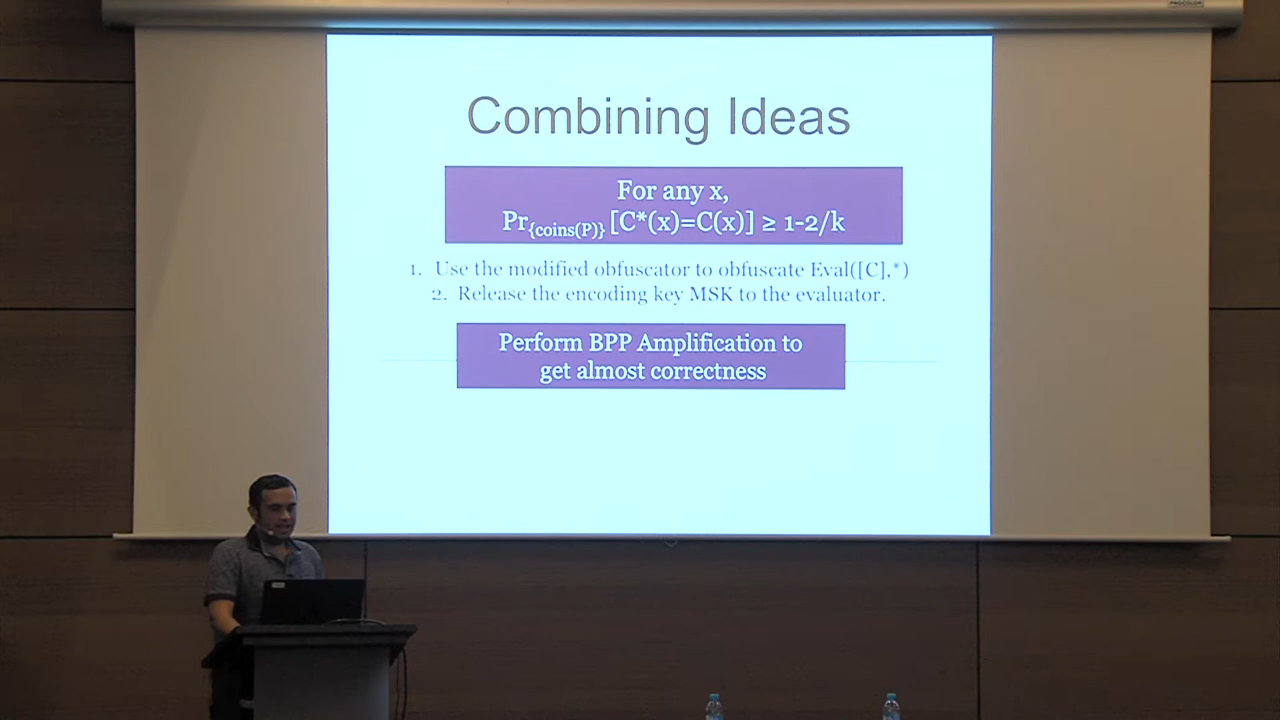 Combining Ideas
For any x,
Pr{coins(P)} [C*(x)=C(x)] ≥ 1-2/k
1. Use the modified obfuscator to obfuscate Eval([C],*)
2. Release the encoding key MSK to the evaluator.
Perform BPP Amplification to
get almost correctness